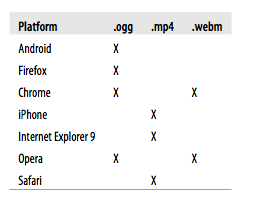 Platform .ogg .mp4 .webm
Android X
Firefox X
Chrome X X
iPhone X
Internet Explorer 9 X
Opera X X
Safari X